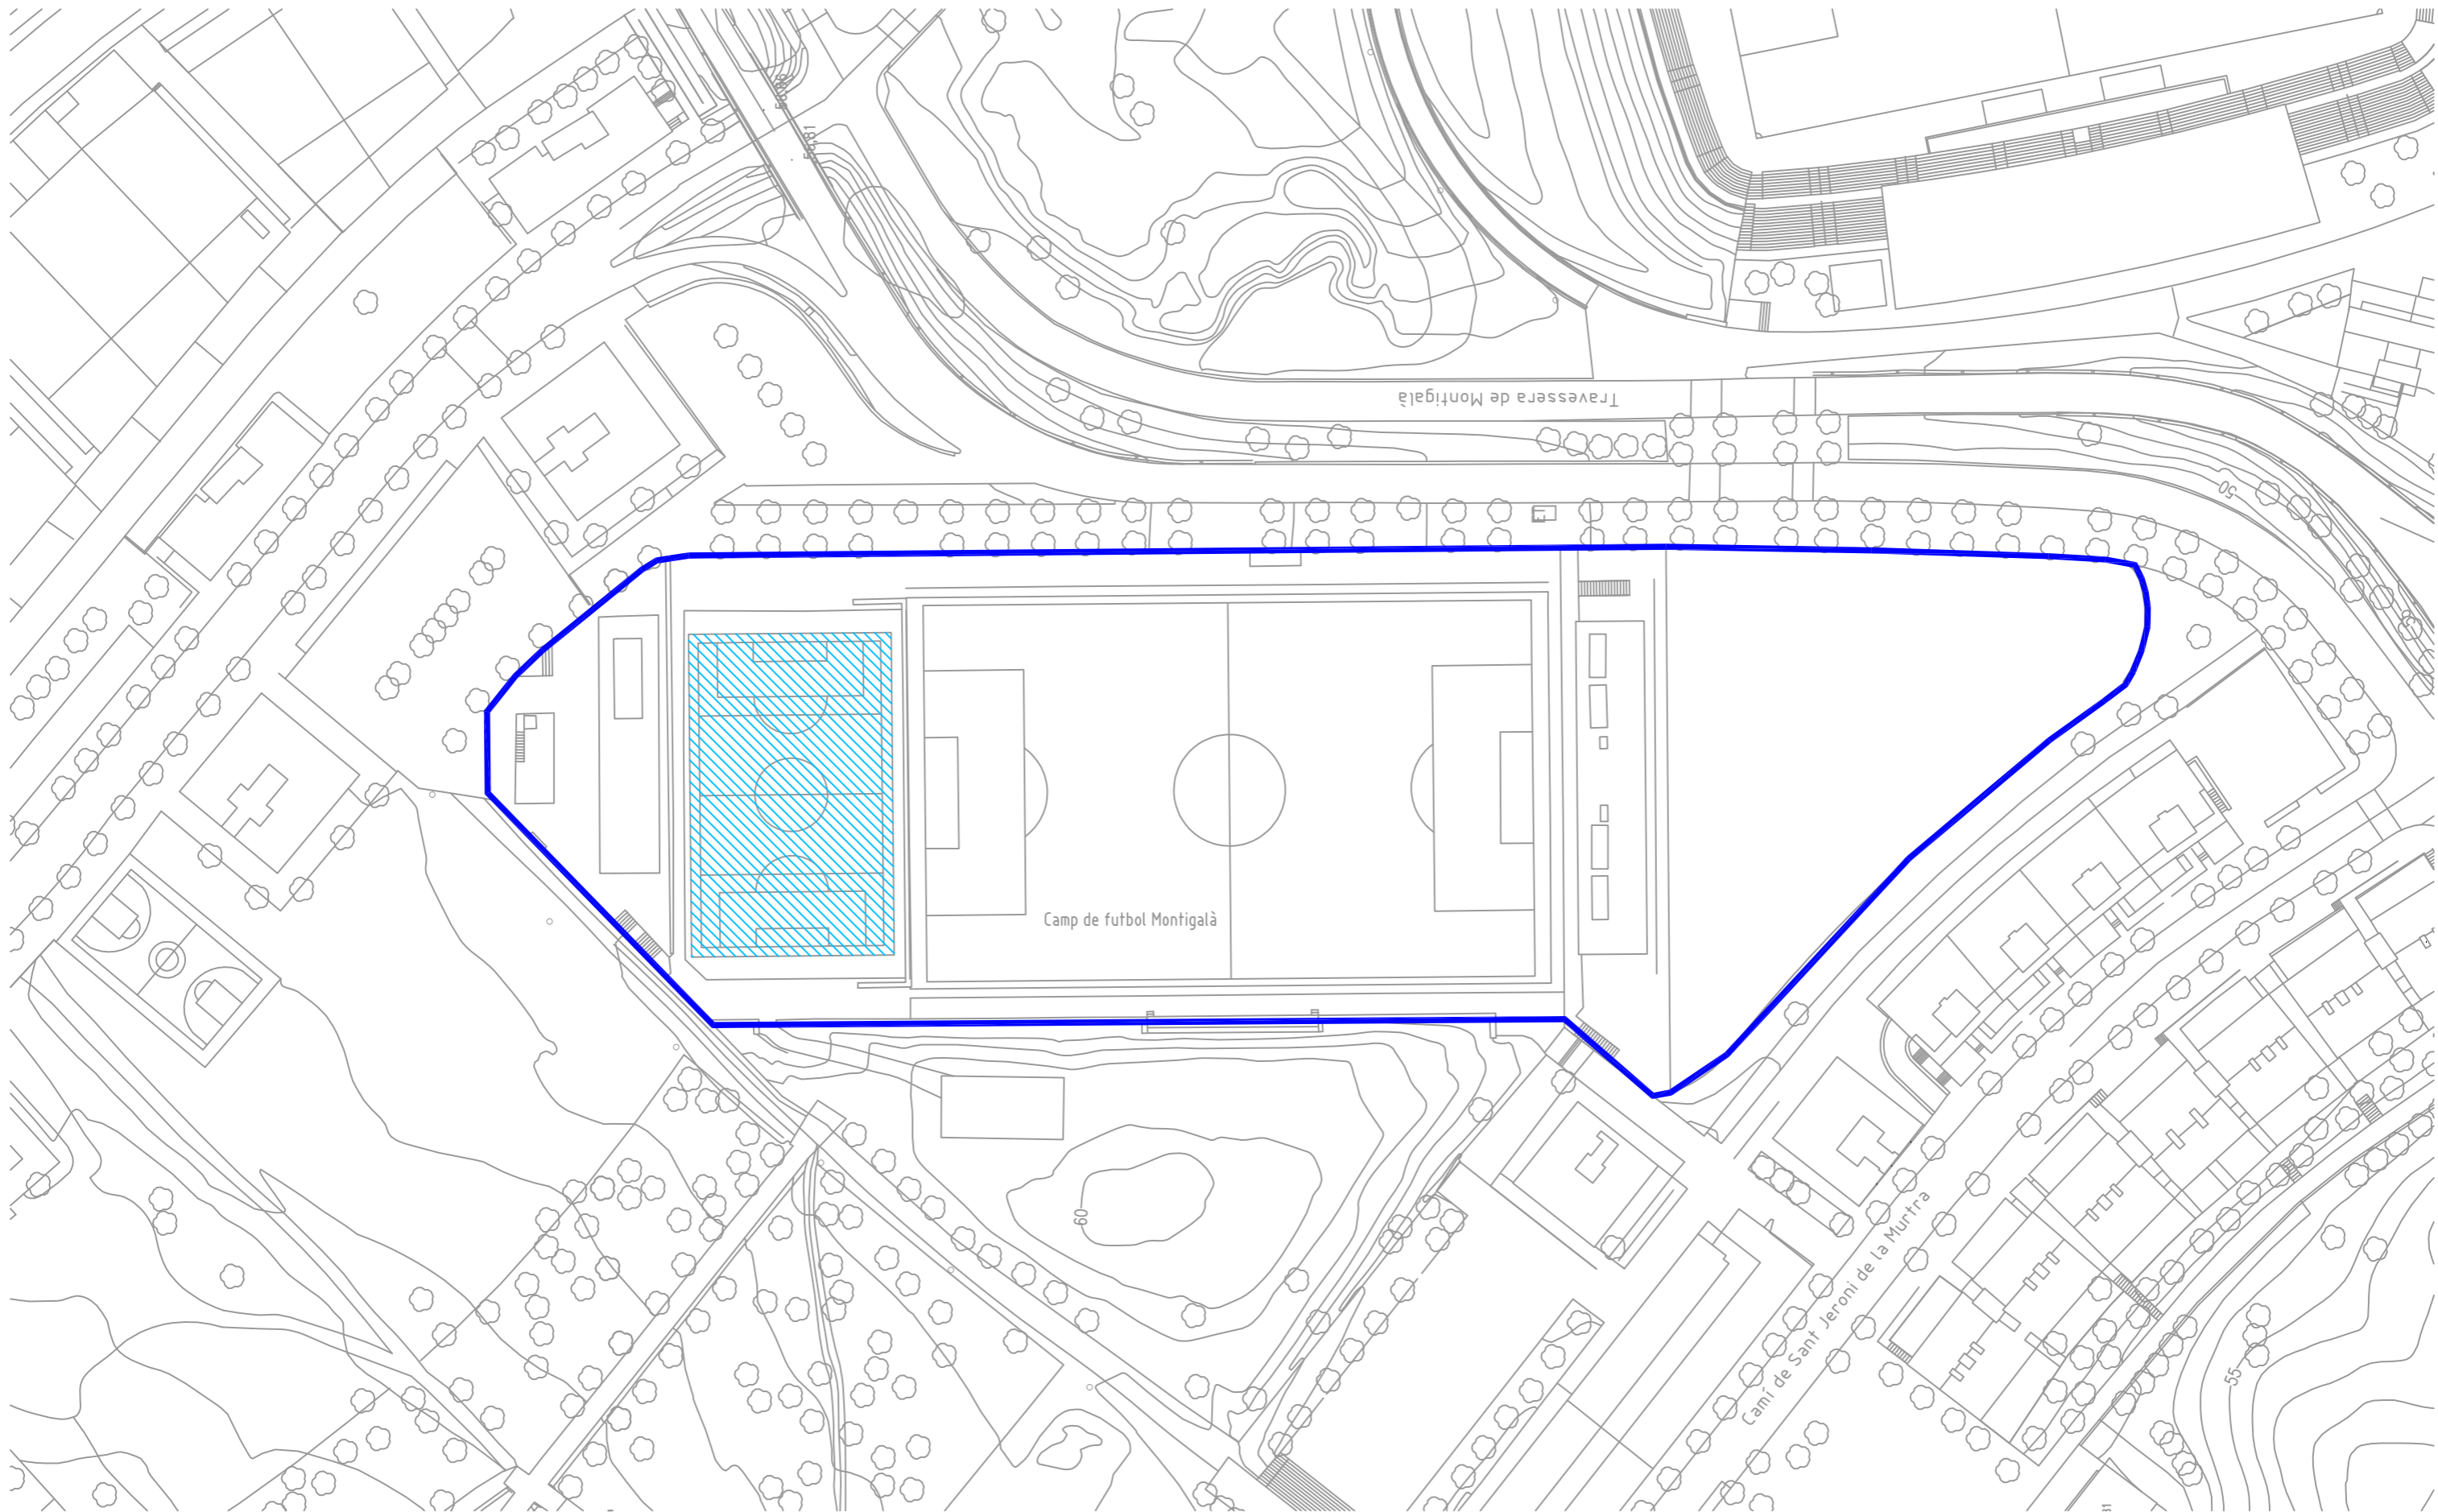 Travessera de Montigalà
50
Camp de futbol Montigalà
60
Camí de Sant Jeroni de la Murtra
55